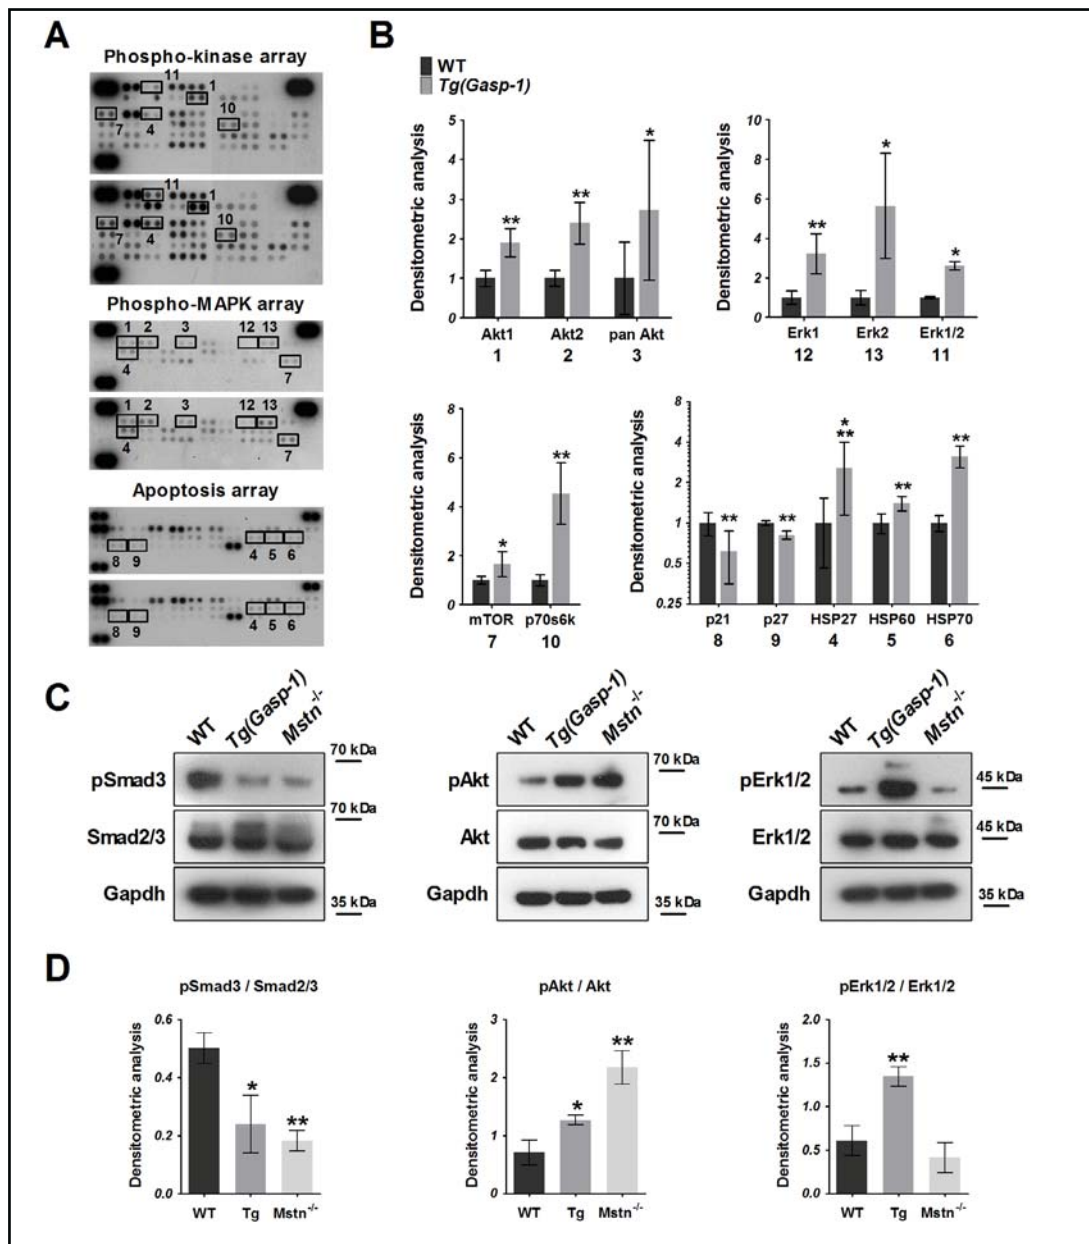 A
Phospho-kinase array
11
1
10
7
4
11
1
10
7
4
Phospho-MAPK array
1 2 3 12 13
4
7
1 2 3 12 13
4
7
Apoptosis array
8 9 4 5 6
8 9 4 5 6
B
WT
Tg(Gasp-1)
Densitometric analysis
5
4
3
2
1
0
**
**
*
Akt1 Akt2 pan Akt
1 2 3
Densitometric analysis
10
8
6
4
2
0
**
*
*
Erk1 Erk2 Erk1/2
12 13 11
Densitometric analysis
8
6
4
2
0
*
**
mTOR p70s6k
7 10
Densitometric analysis
8
4
2
1
0.5
0.25
**
**
*
**
**
**
p21 p27 HSP27 HSP60 HSP70
8 9 4 5 6
C
WT Tg(Gasp-1) Mstn-/-
70 kDa
pSmad3
70 kDa
Smad2/3
Gapdh
35 kDa
WT Tg(Gasp-1) Mstn-/-
70 kDa
pAkt
70 kDa
Akt
Gapdh
35 kDa
WT Tg(Gasp-1) Mstn-/-
pErk1/2
45 kDa
Erk1/2
45 kDa
Gapdh
35 kDa
D
pSmad3 / Smad2/3
Densitometric analysis
0.6
0.4
0.2
0.0
*
**
WT Tg Mstn-/-
pAkt / Akt
Densitometric analysis
3
2
1
0
*
**
WT Tg Mstn-/-
pErk1/2 / Erk1/2
Densitometric analysis
2.0
1.5
1.0
0.5
0.0
**
WT Tg Mstn-/-